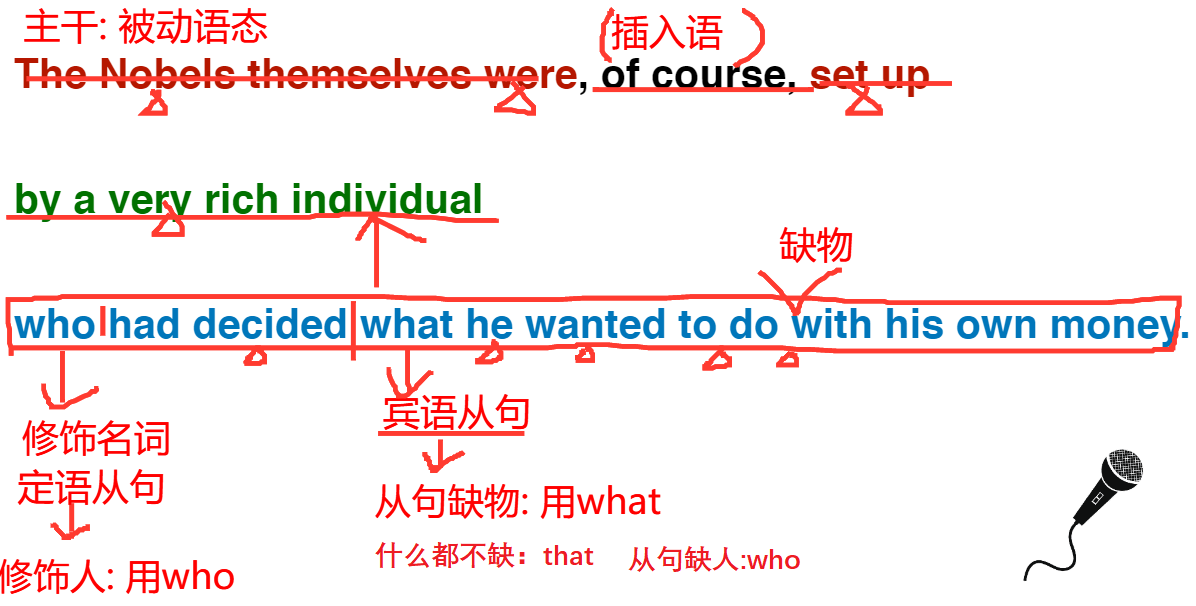 主干: 被动语态
插入语
The Nobels themselves were, of course, set up
by a very rich individual
缺物
who had decided what he wanted to do with his own money.
宾语从句
修饰名词
定语从句
从句缺物: 用what
什么都不缺：that 从句缺人:who
修饰人: 用who